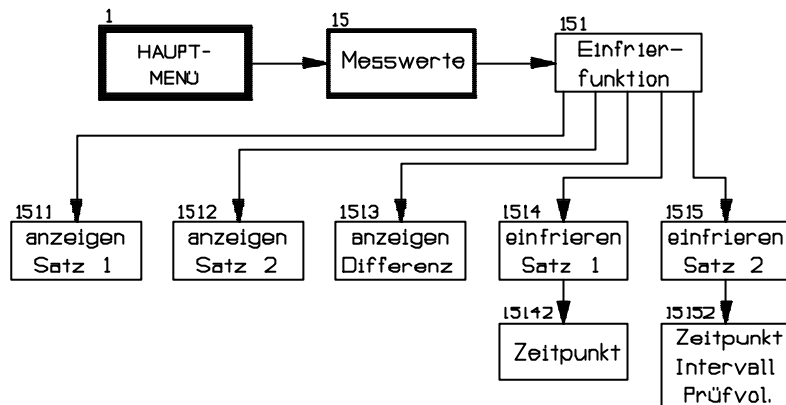 1
HAUPT-
MENÜ
15
Messwerte
151
Einfrier-
funktion
1511
anzeigen
Satz 1
1512
anzeigen
Satz 2
1513
anzeigen
Differenz
1514
einfrieren
Satz 1
1515
einfrieren
Satz 2
15142
Zeitpunkt
15152
Zeitpunkt
Intervall
Prüfvol.